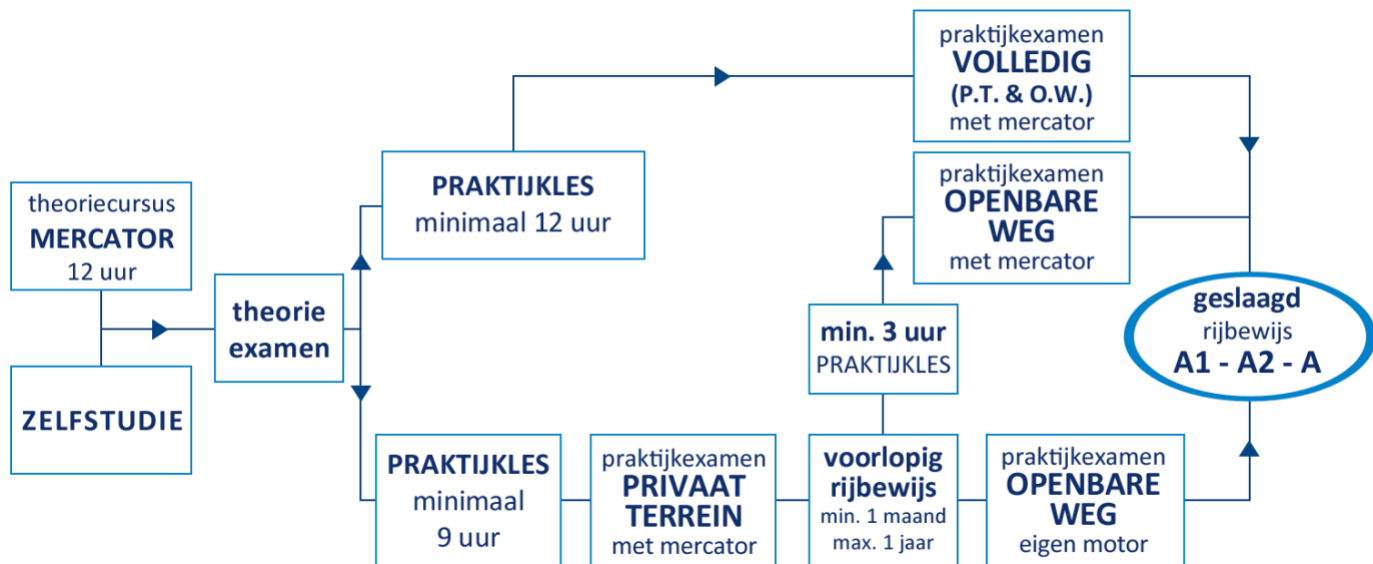 theoriecursus
MERCATOR
12 uur
ZELFSTUDIE
theorie
examen
PRAKTIJKLES
minimaal 12 uur
praktijkexamen
VOLLEDIG
(P.T. & O.W.)
met mercator
PRAKTIJKLES
minimaal
9 uur
praktijkexamen
PRIVAAT
TERREIN
met mercator
voorlopig
rijbewijs
min. 1 maand
max. 1 jaar
min. 3 uur
PRAKTIJKLES
praktijkexamen
OPENBARE
WEG
met mercator
praktijkexamen
OPENBARE
WEG
eigen motor
geslaagd
rijbewijs
A1 - A2 - A